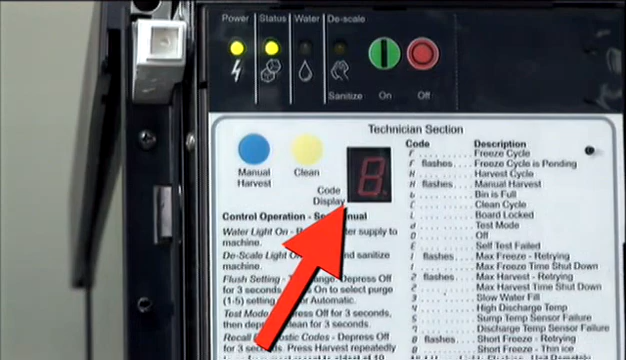 Power Status Water De-scale
Sanitize On Off
Technician Section
Manual
Harvest
Clean
Code
Display
8
Control Operation - See Manual
Water Light On - supply to
machine.
De-Scale Light and sanitize
machine.
Flush Setting - Depress Off
for 3 seconds, On to select purge
(1-5) setting or Automatic.
Test Mode Depress Off for 3 seconds,
then clean for 3 seconds.
Recall Codes - Depress Off
for 3 seconds. Press Harvest repeatedly
Code Description
F Freeze Cycle
F flashes Freeze Cycle is Pending
H Harvest Cycle
H flashes Manual Harvest
b Bin is Full
C Clean Cycle
L Board Locked
d Test Mode
O Off
E Self Test Failed
1 flashes Max Freeze - Retrying
1 Max Freeze Time Shut Down
2 flashes Max Harvest - Retrying
2 Max Harvest Time Shut Down
3 Slow Water Fill
4 High Discharge Temp
5 Sump Temp Sensor Failure
7 Discharge Temp Sensor Failure
8 flashes Short Freeze - Retrying
8 Short Freeze - Thin ice